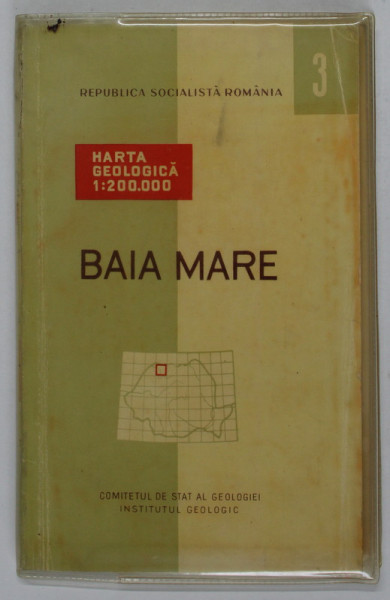 3
REPUBLICA SOCIALISTĂ ROMÂNIA
HARTA
GEOLOGICĂ
1:200.000
BAIA MARE
COMITETUL DE STAT AL GEOLOGIEI
INSTITUTUL GEOLOGIC